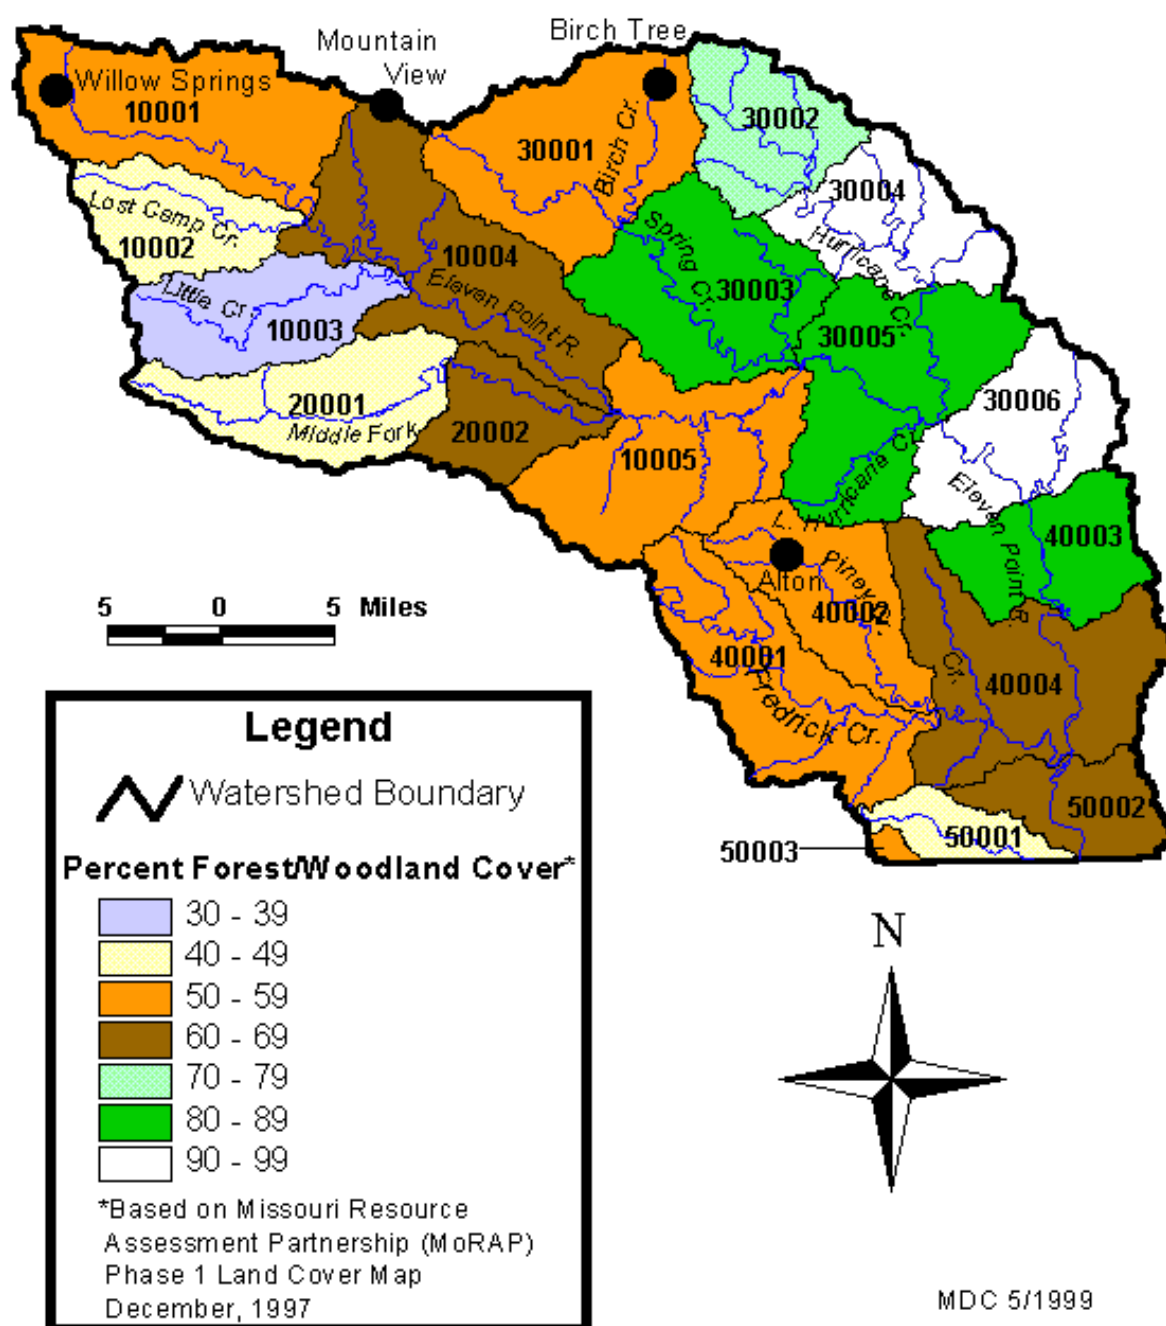 Birch Tree
Mountain
View
Willow Springs
10001
30001
Birch Cr.
30002
30004
Lost Camp Cr.
10002
10004
Spring Cr.
30003
Hurricane Cr.
Little Cr
10003
Eleven Point R.
30005
30006
20001
Middle Fork
20002
10005
L. Hurricane Cr.
Eleven Point R.
40003
Alton
Piney
40002
Cr.
40001
Fredrick Cr.
40004
5 0 5 Miles
50002
50001
50003
Legend
Watershed Boundary
Percent Forest/Woodland Cover*
30 - 39
40 - 49
50 - 59
60 - 69
70 - 79
80 - 89
90 - 99
*Based on Missouri Resource
Assessment Partnership (MoRAP)
Phase 1 Land Cover Map
December, 1997
N
MDC 5/1999